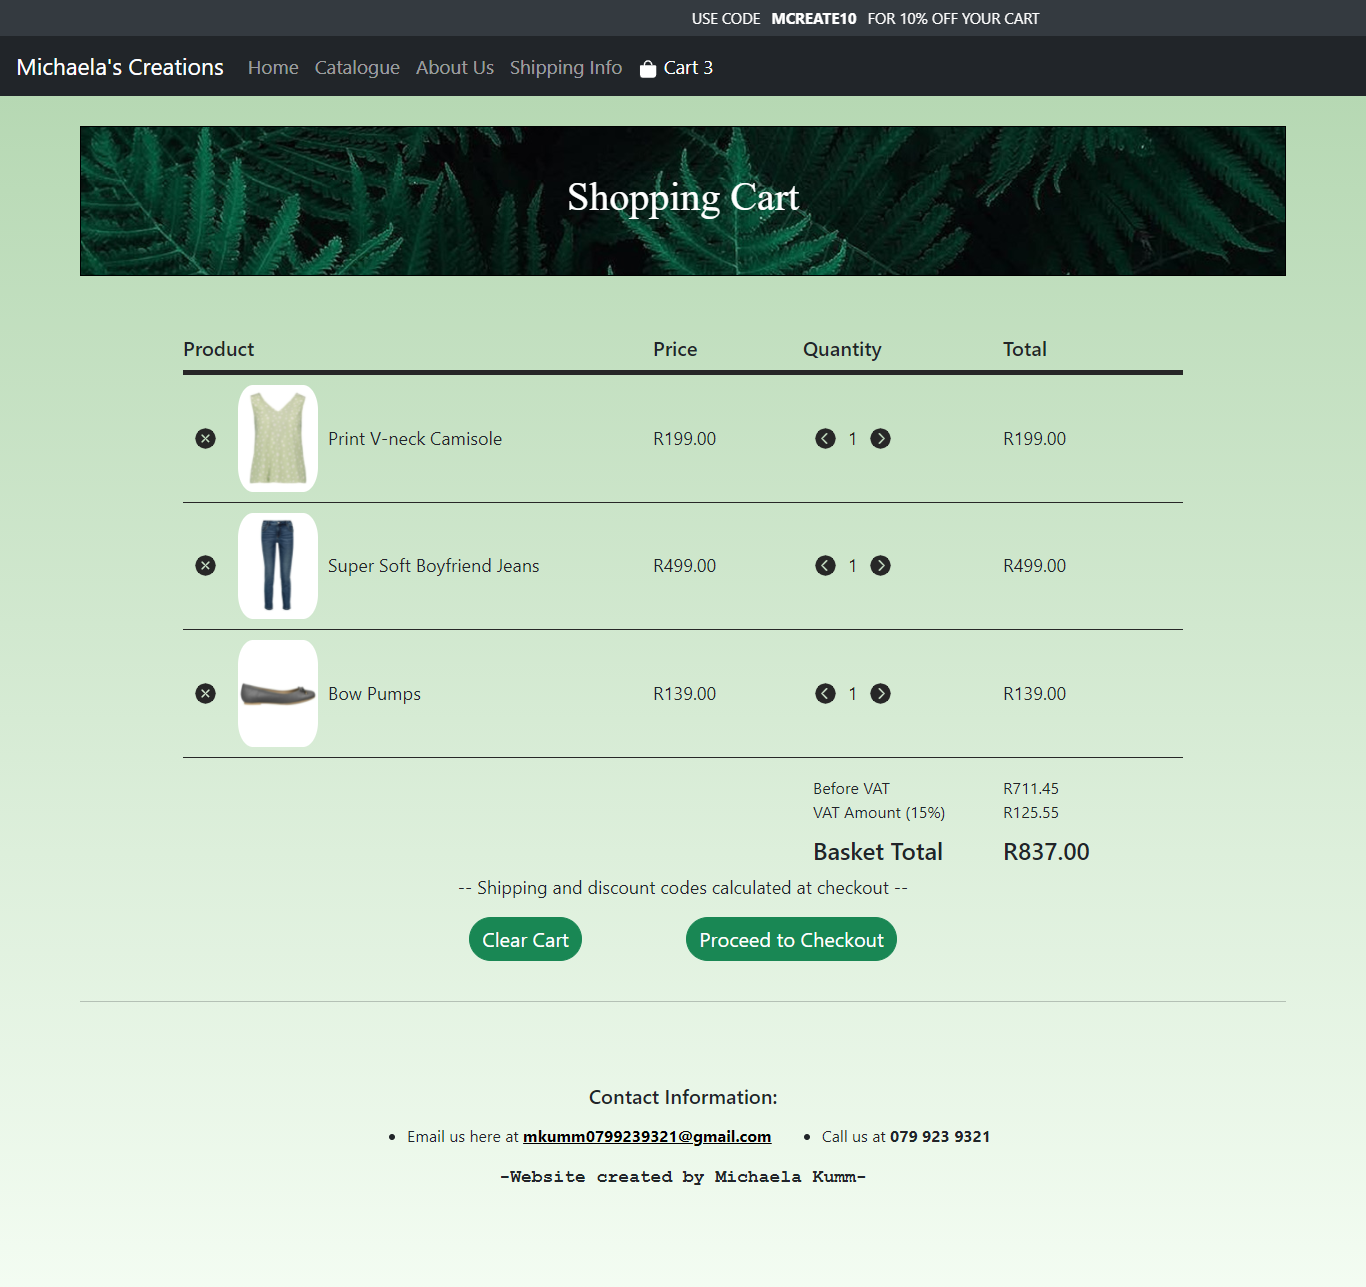 USE CODE MCREATE10 FOR 10% OFF YOUR CART
Michaela's Creations Home Catalogue About Us Shipping Info Cart 3
Shopping Cart
Product Price Quantity Total
Print V-neck Camisole R199.00 1 R199.00
Super Soft Boyfriend Jeans R499.00 1 R499.00
Bow Pumps R139.00 1 R139.00
Before VAT R711.45
VAT Amount (15%) R125.55
Basket Total R837.00
-- Shipping and discount codes calculated at checkout --
Clear Cart Proceed to Checkout
Contact Information:
• Email us here at mkumm0799239321@gmail.com • Call us at 079 923 9321
-Website created by Michaela Kumm-